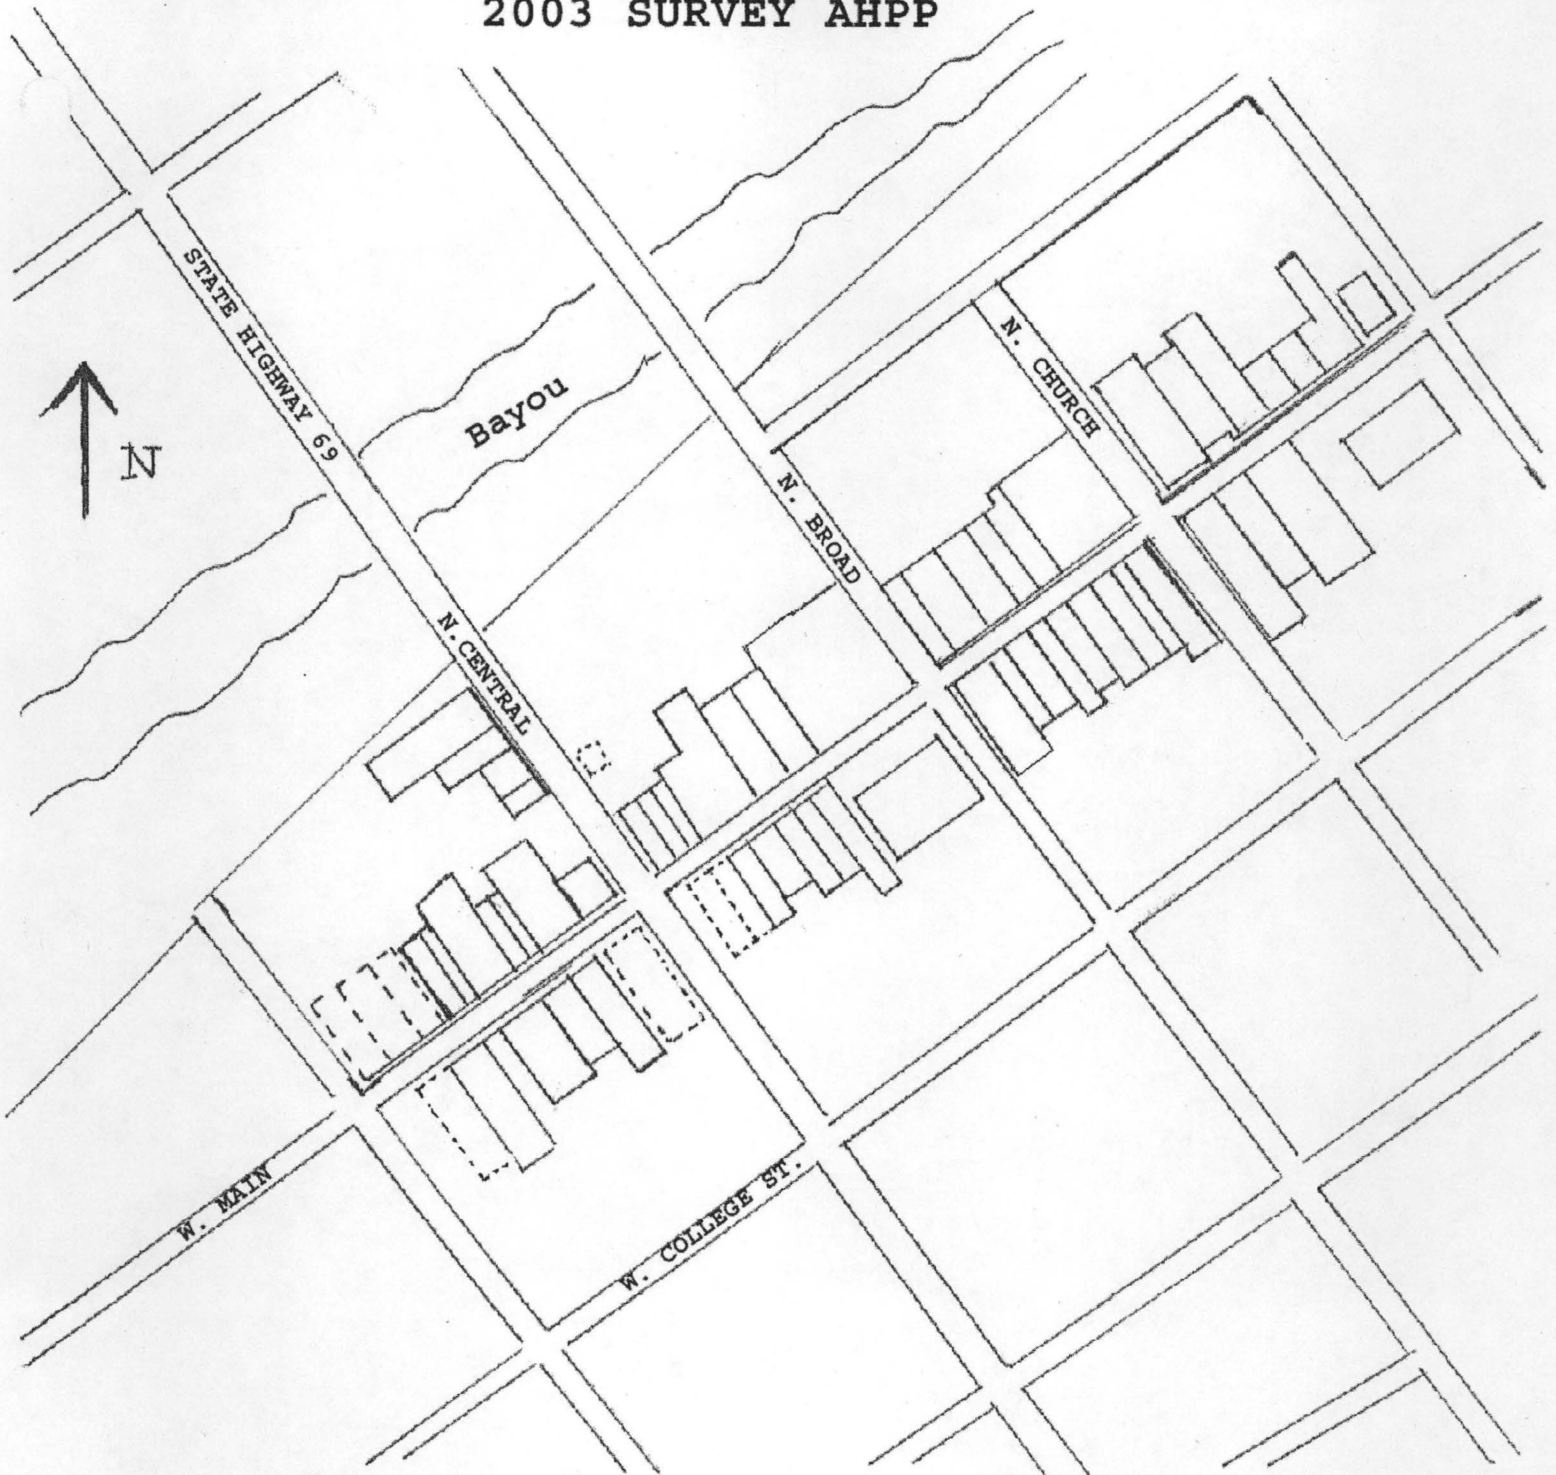 2003 SURVEY AHPP
STATE HIGHWAY 69
N. CHURCH
Bayou
N
N. BROAD
N. CENTRAL
W. MAIN
W. COLLEGE ST.